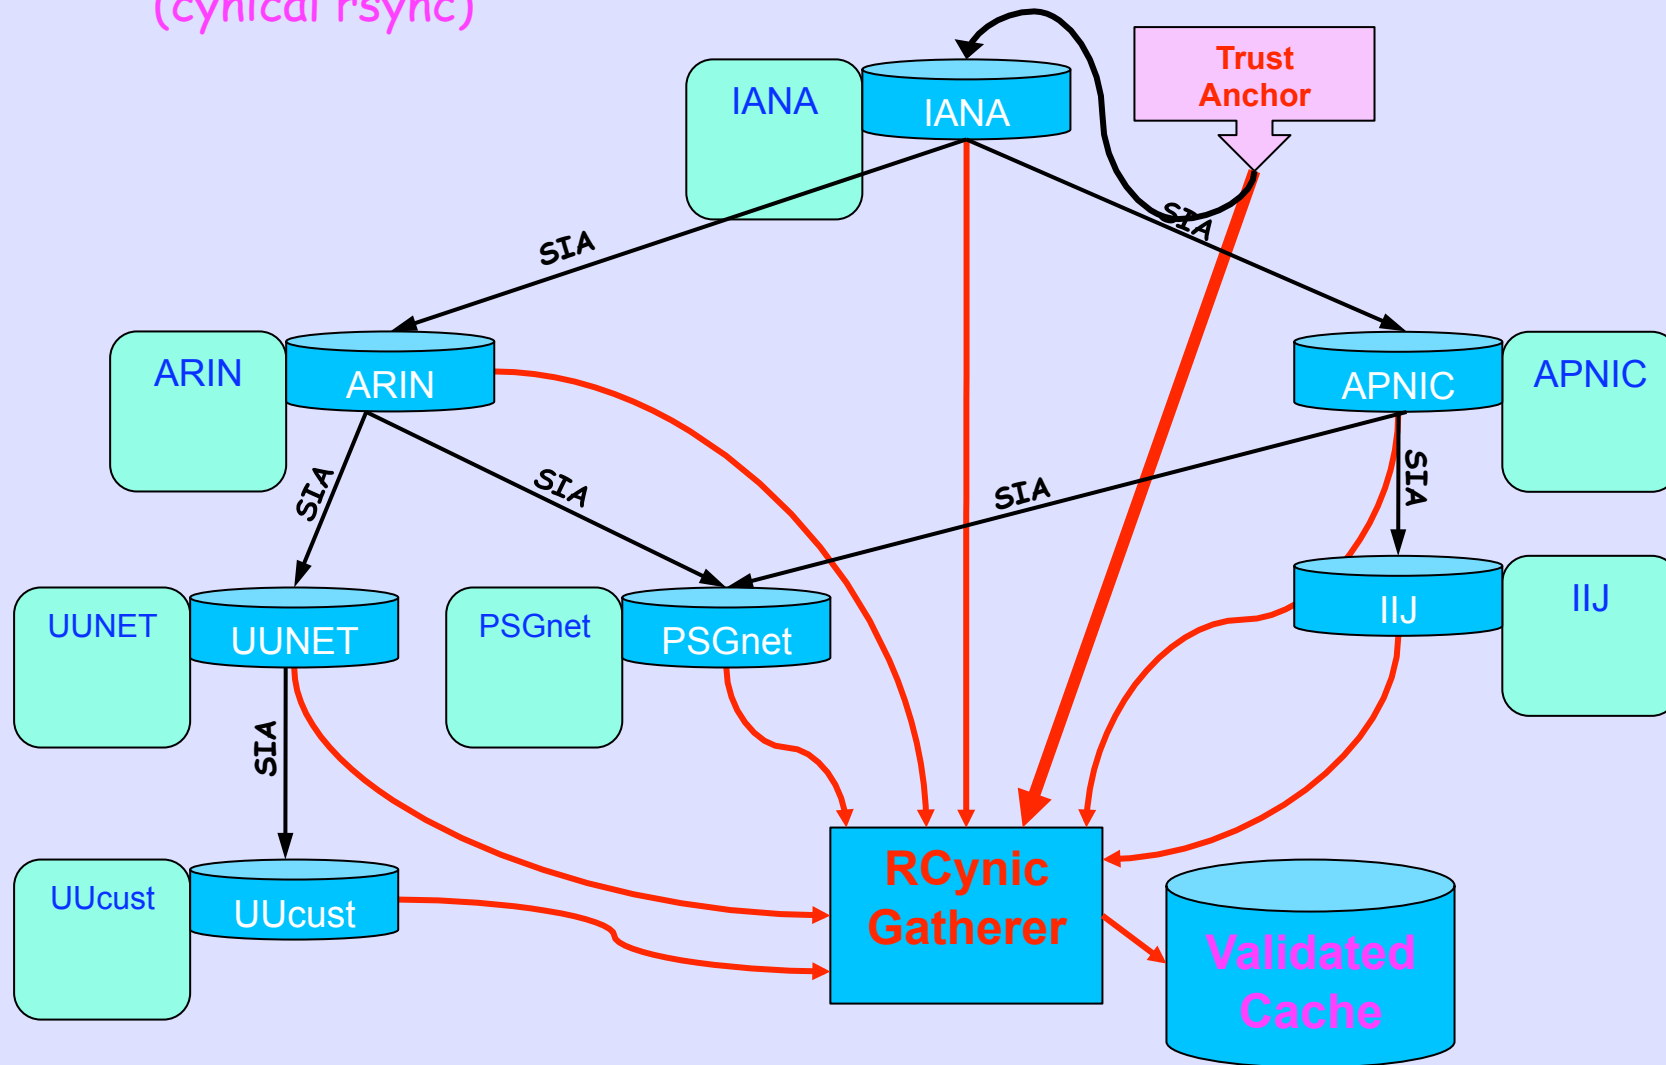 (cynical rsync)
Trust
Anchor
IANA
IANA
SIA
SIA
ARIN
ARIN
APNIC
APNIC
SIA
SIA
SIA
SIA
UUNET
UUNET
PSGnet
PSGnet
IIJ
IIJ
SIA
UUcust
UUcust
RCynic
Gatherer
Validated
Cache